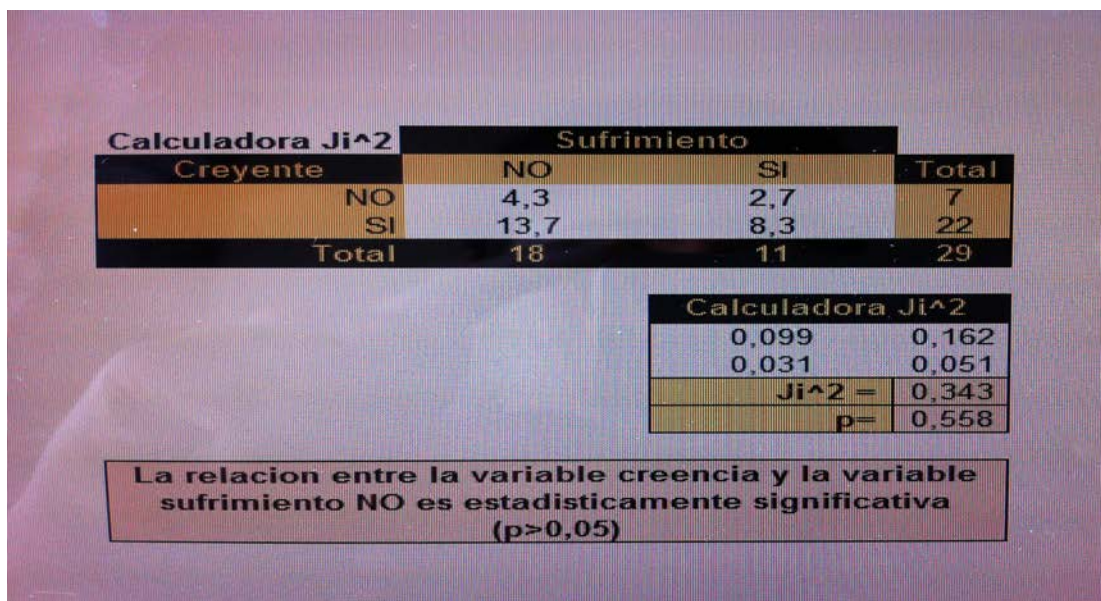 Calculadora Ji^2 Sufrimiento
Creyente NO SI Total
NO 4,3 2,7 7
SI 13,7 8,3 22
Total 18 11 29
Calculadora Ji^2
0,099 0,162
0,031 0,051
Ji^2 = 0,343
p= 0,558
La relacion entre la variable creencia y la variable
sufrimiento NO es estadisticamente significativa
(p>0,05)